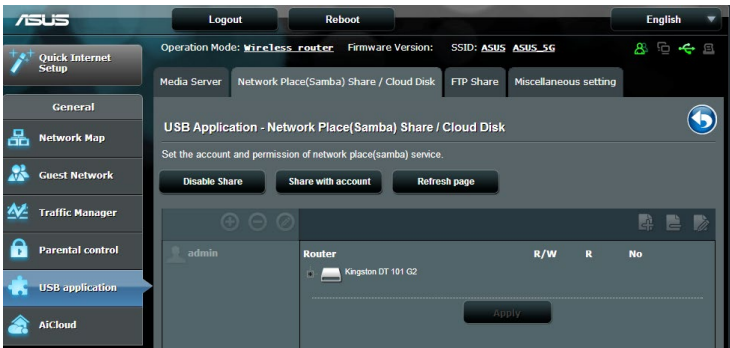 ASUS
Logout
Reboot
English
Quick Internet
Setup
Operation Mode: Wireless router Firmware Version: SSID: ASUS ASUS_5G
Media Server
Network Place(Samba) Share / Cloud Disk
FTP Share
Miscellaneous setting
General
Network Map
Guest Network
Traffic Manager
Parental control
USB application
AiCloud
USB Application - Network Place(Samba) Share / Cloud Disk
Set the account and permission of network place(samba) service.
Disable Share
Share with account
Refresh page
admin
Router R/W R No
Kingston DT 101 G2
Apply